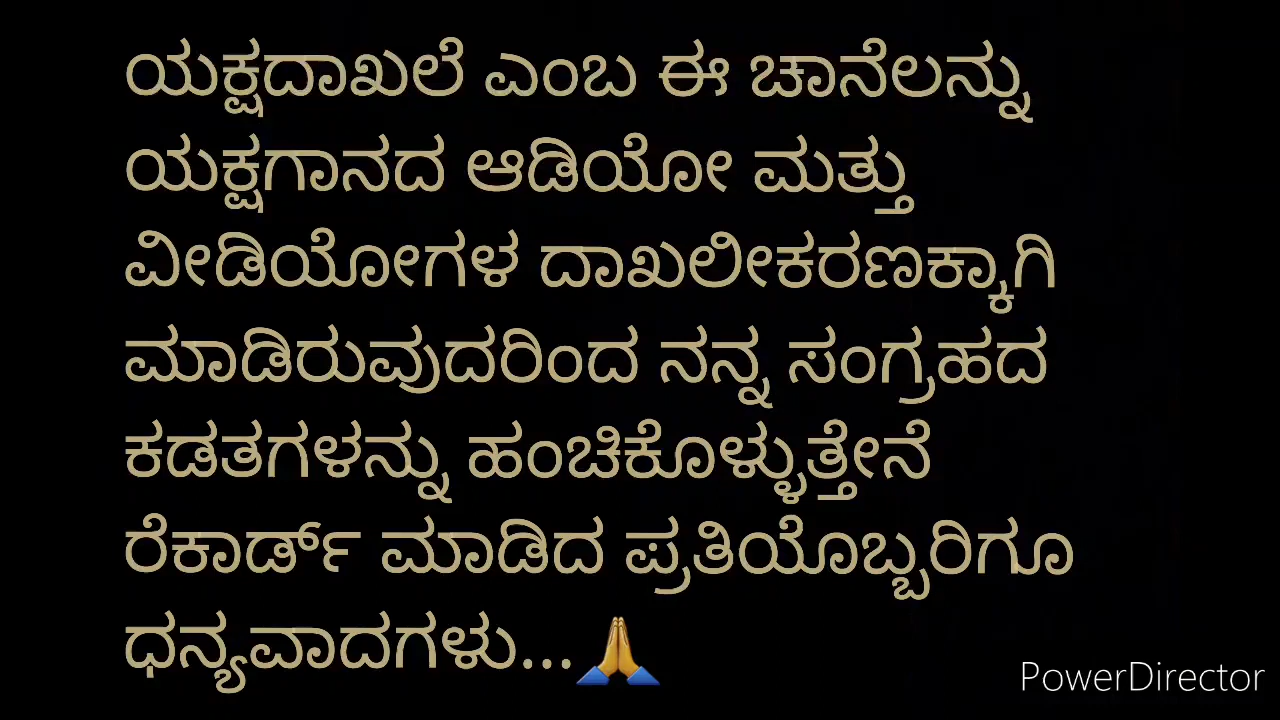 ಯಕ್ಷದಾಖಲೆ ಎಂಬ ಈ ಚಾನೆಲನ್ನು
ಯಕ್ಷಗಾನದ ಆಡಿಯೋ ಮತ್ತು
ವೀಡಿಯೋಗಳ ದಾಖಲೀಕರಣಕ್ಕಾಗಿ
ಮಾಡಿರುವುದರಿಂದ ನನ್ನ ಸಂಗ್ರಹದ
ಕಡತಗಳನ್ನು ಹಂಚಿಕೊಳ್ಳುತ್ತೇನೆ
ರೆಕಾರ್ಡ್ ಮಾಡಿದ ಪ್ರತಿಯೊಬ್ಬರಿಗೂ
ಧನ್ಯವಾದಗಳು...🙏
PowerDirector